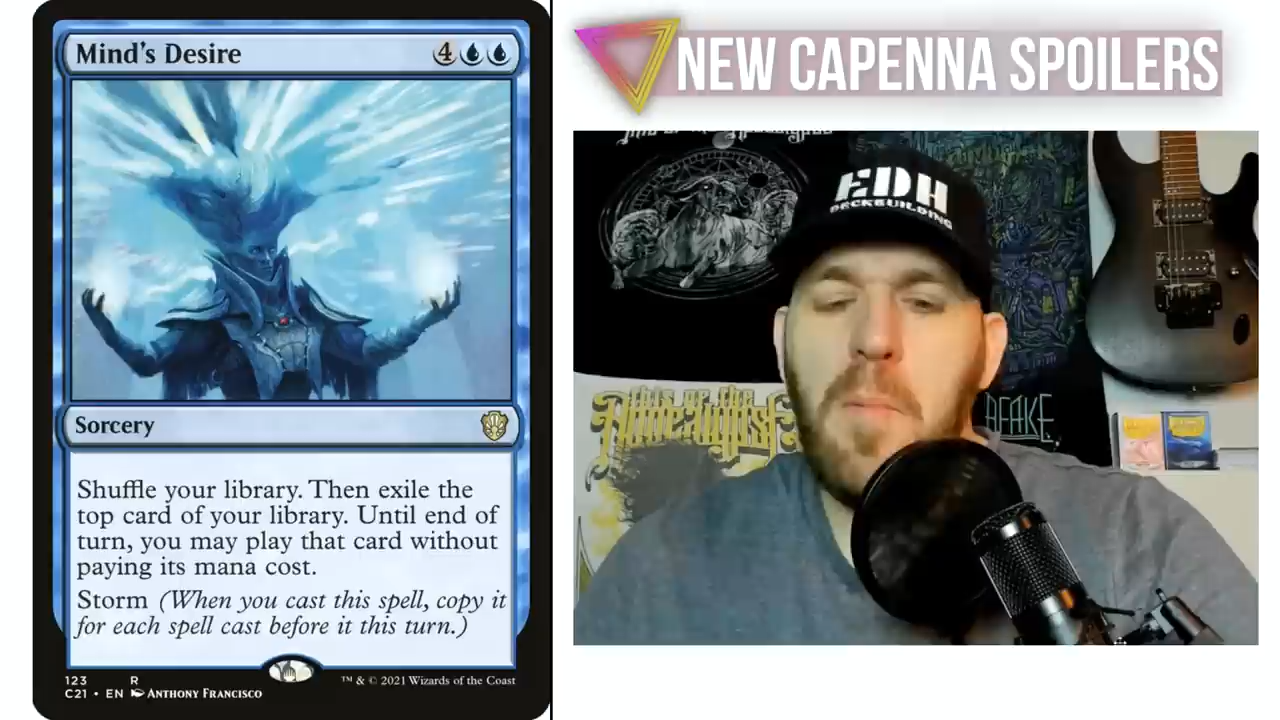 Mind's Desire
4
Sorcery
Shuffle your library. Then exile the
top card of your library. Until end of
turn, you may play that card without
paying its mana cost.
Storm (When you cast this spell, copy it
for each spell cast before it this turn.)
123 R
C21 • EN ANTHONY FRANCISCO
™ & © 2021 Wizards of the Coast
NEW CAPENNA SPOILERS
EDH
DECKBUILDING